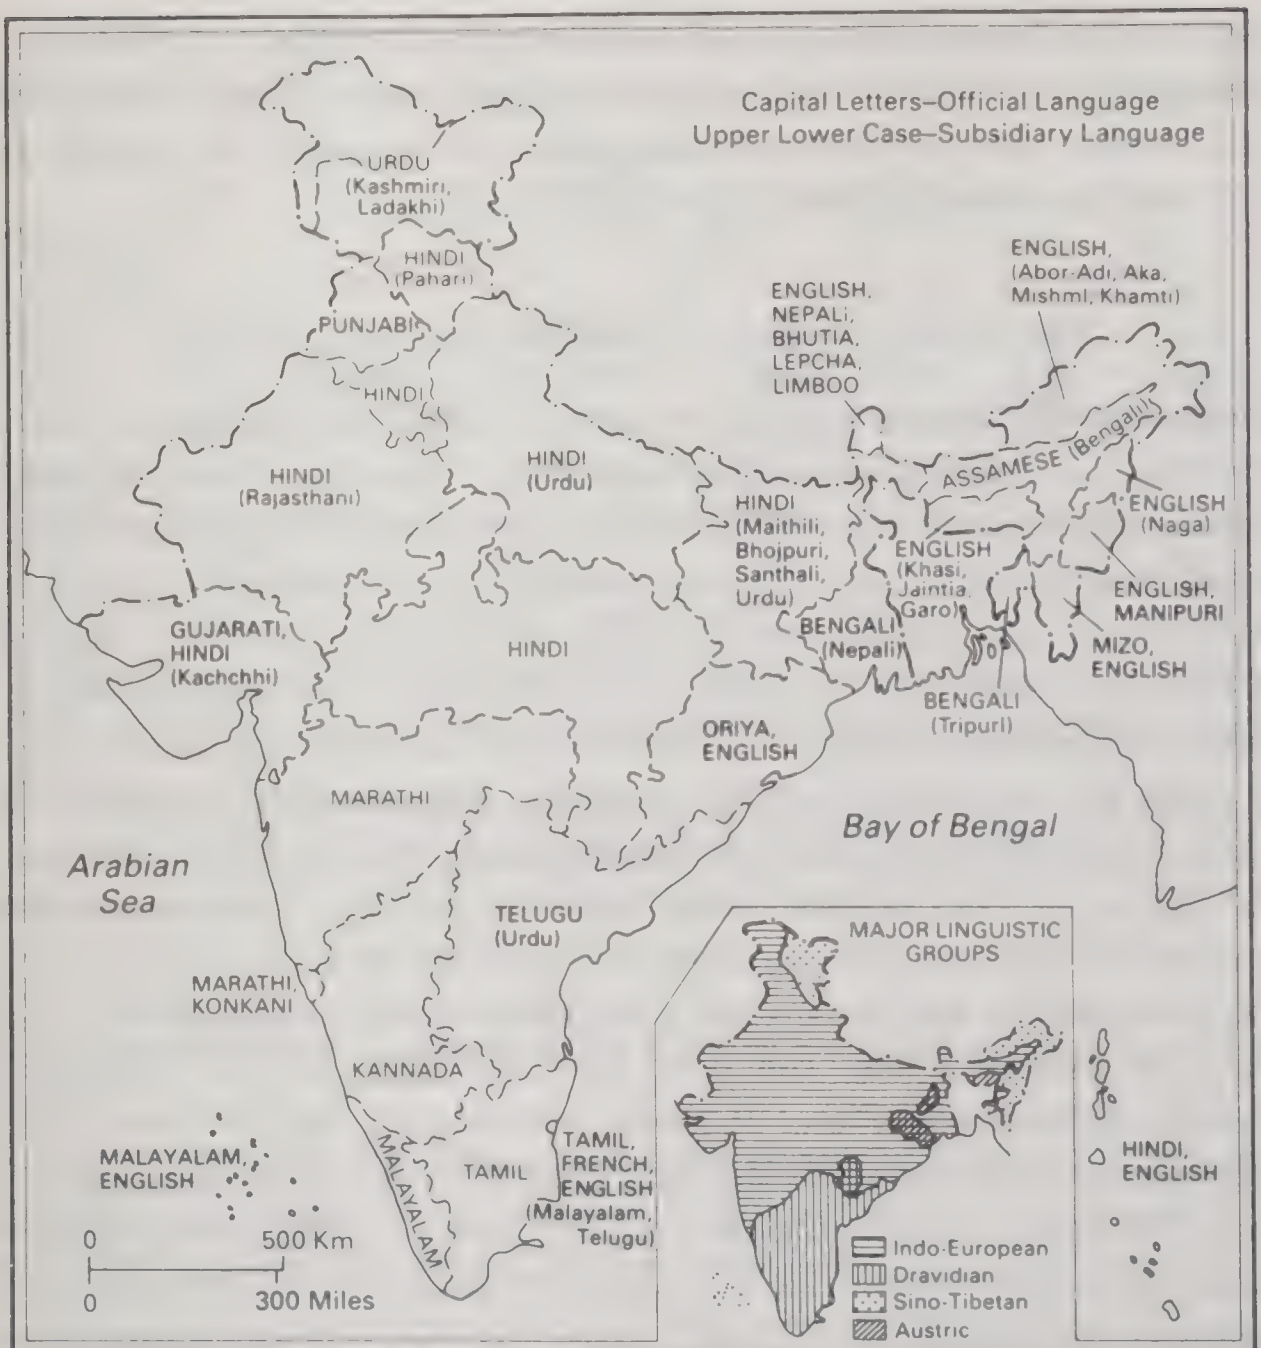 Capital Letters–Official Language
Upper Lower Case–Subsidiary Language
URDU
(Kashmiri,
Ladakhi)
HINDI
(Pahari)
PUNJABI
HINDI
HINDI
(Rajasthani)
HINDI
(Urdu)
ENGLISH,
NEPALI,
BHUTIA,
LEPCHA,
LIMBOO
ENGLISH,
(Abor-Adi, Aka,
Mishml, Khamti)
ASSAMESE (Bengali)
HINDI
(Maithili,
Bhojpuri,
Santhali,
Urdu)
ENGLISH
(Khasi,
Jaintia,
Garo)
ENGLISH
(Naga)
ENGLISH,
MANIPURI
MIZO,
ENGLISH
BENGALI
(Nepali)
BENGALI
(Tripurl)
GUJARATI,
HINDI
(Kachchhi)
HINDI
ORIYA,
ENGLISH
MARATHI
Bay of Bengal
Arabian
Sea
TELUGU
(Urdu)
MARATHI,
KONKANI
KANNADA
MALAYALAM,
ENGLISH
MALAYALAM
TAMIL
TAMIL,
FRENCH,
ENGLISH
(Malayalam,
Telugu)
0 500 Km
0 300 Miles
MAJOR LINGUISTIC
GROUPS
Indo-European
Dravidian
Sino-Tibetan
Austric
HINDI,
ENGLISH